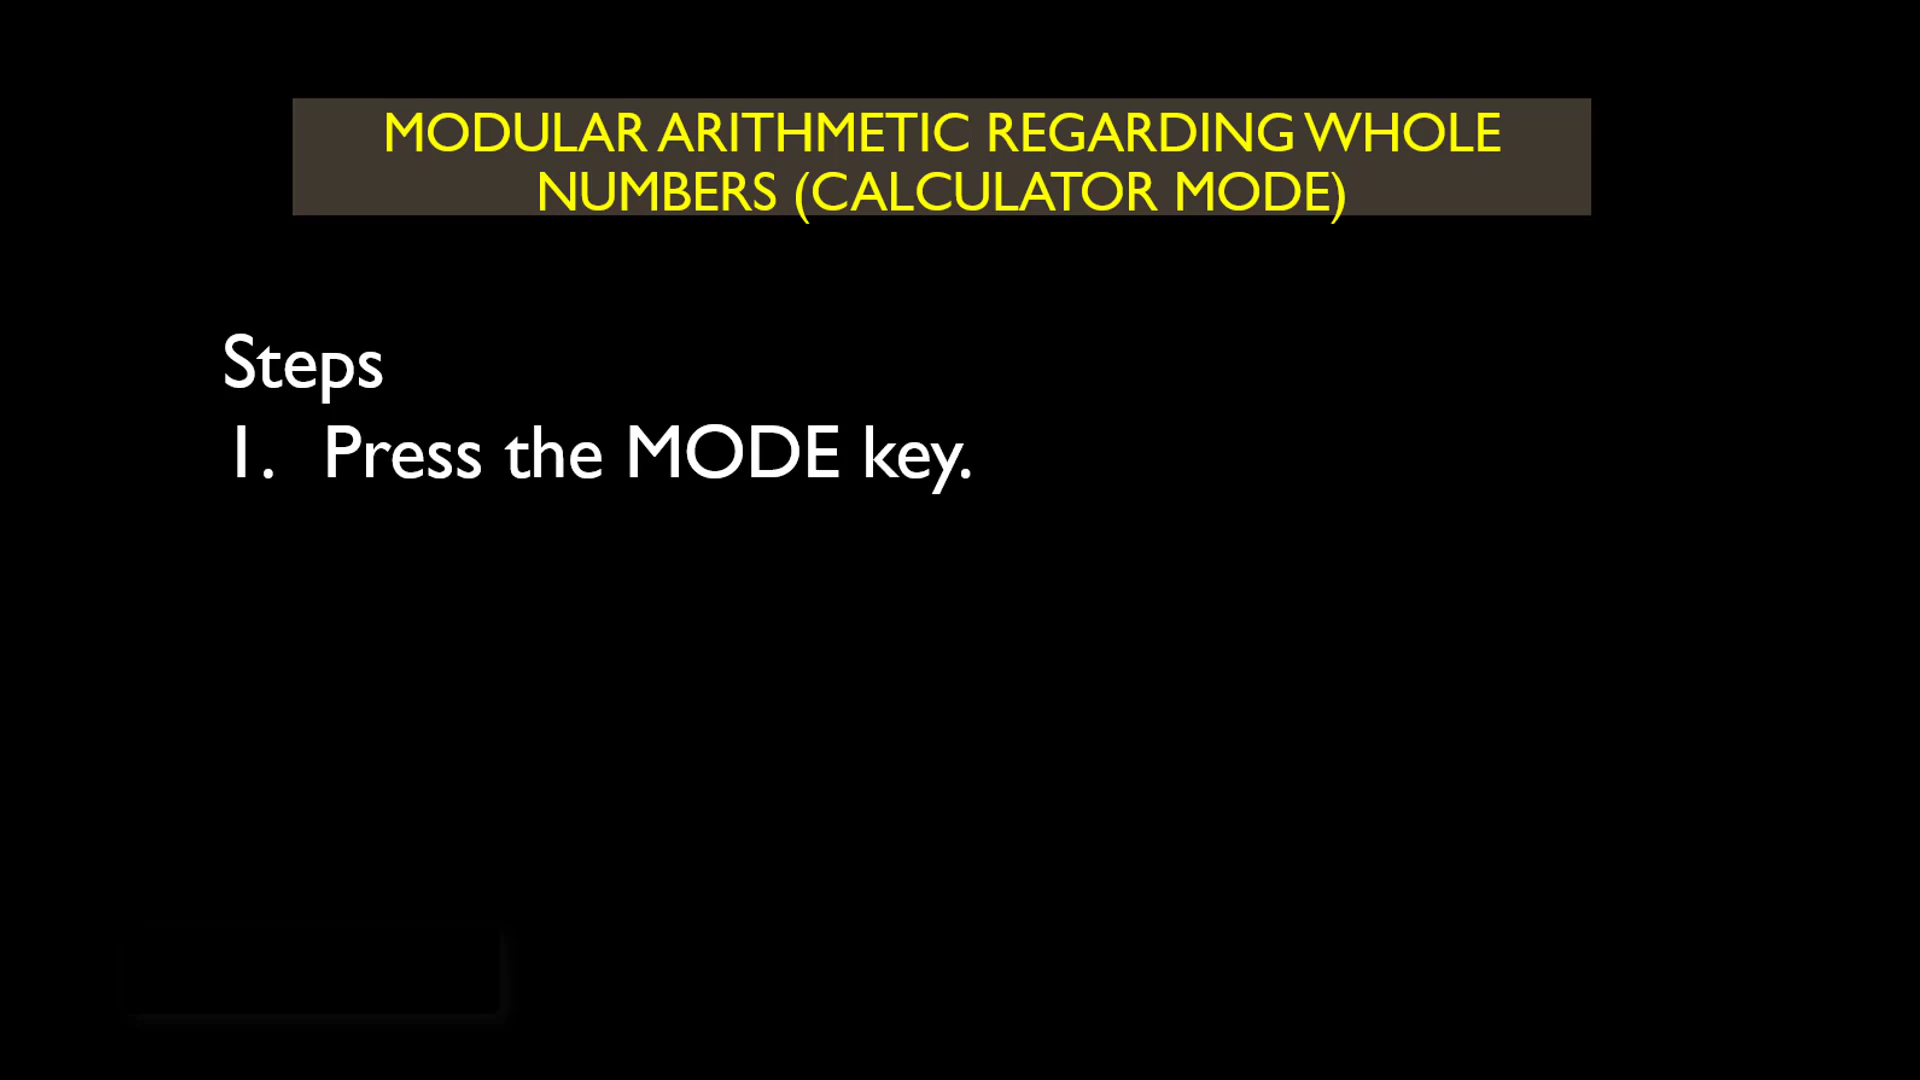 MODULAR ARITHMETIC REGARDING WHOLE
NUMBERS (CALCULATOR MODE)
Steps
1. Press the MODE key.